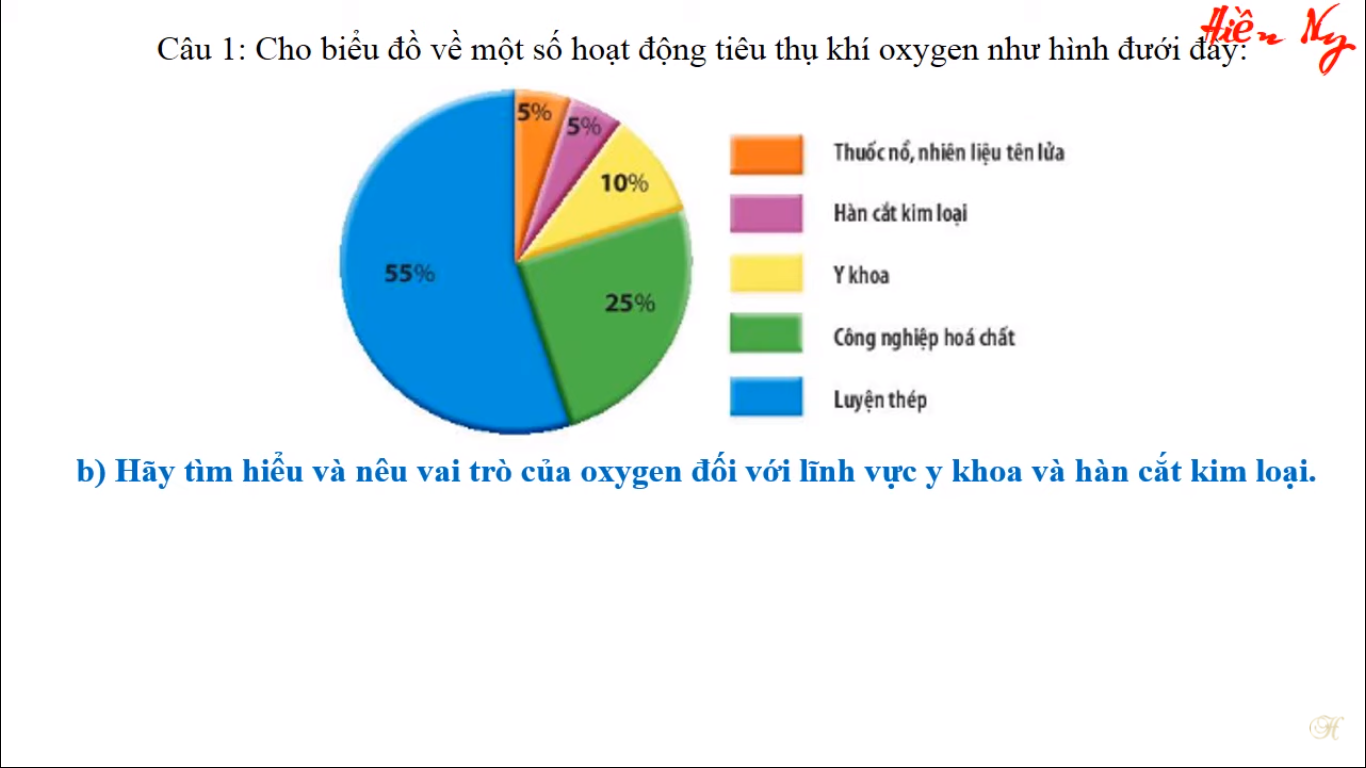 Hiền Ny
Câu 1: Cho biểu đồ về một số hoạt động tiêu thụ khí oxygen như hình dưới đây:
5%
5%
10%
25%
55%
Thuốc nổ, nhiên liệu tên lửa
Hàn cắt kim loại
Y khoa
Công nghiệp hoá chất
Luyện thép
b) Hãy tìm hiểu và nêu vai trò của oxygen đối với lĩnh vực y khoa và hàn cắt kim loại.
H